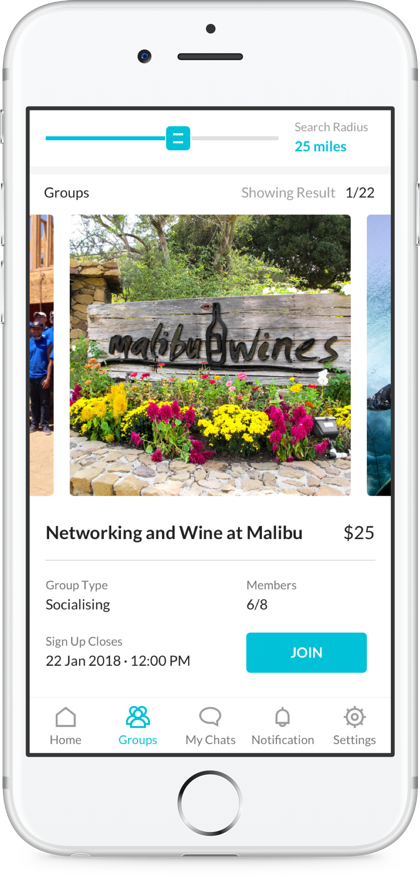 Search Radius
25 miles
Groups
Showing Result 1/22
malibu wines
Networking and Wine at Malibu
$25
Group Type
Socialising
Members
6/8
Sign Up Closes
22 Jan 2018 · 12:00 PM
JOIN
Home
Groups
My Chats
Notification
Settings